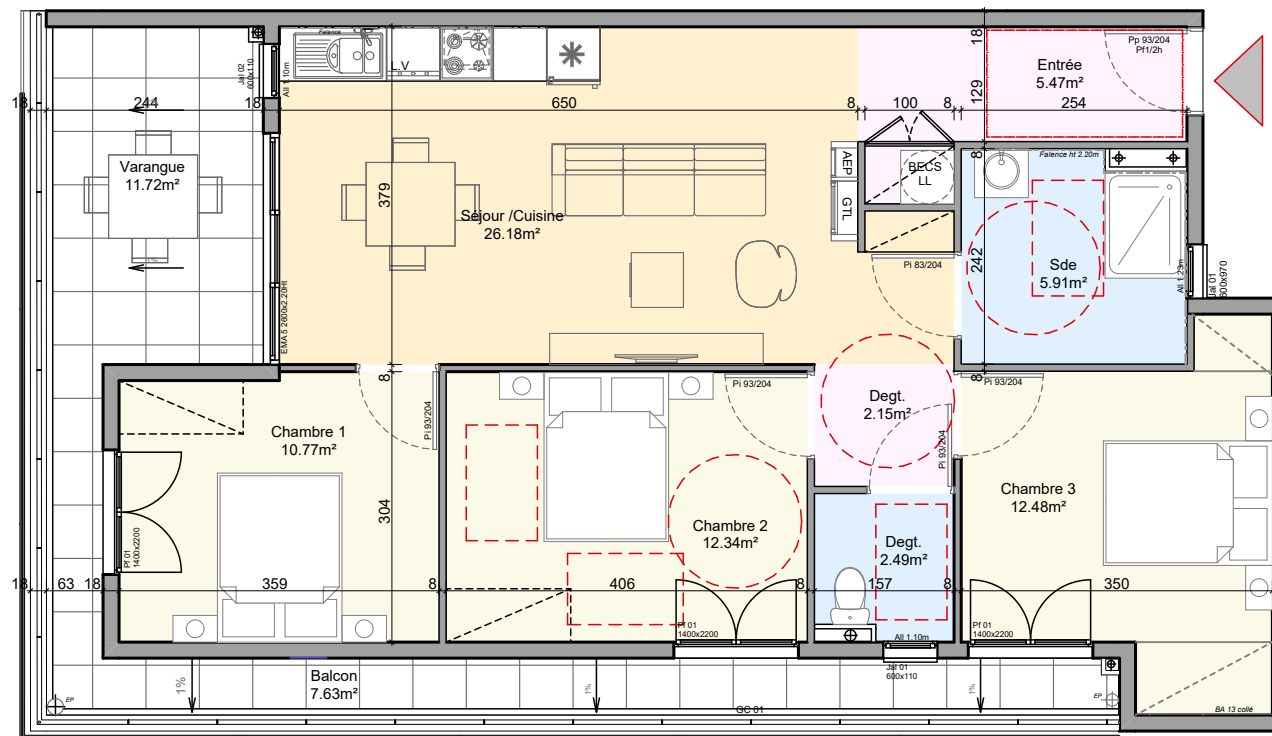 Faïence
L.V
Jal 02
600x110
All 1.10m
18
Pp 93/204
Pf1/2h
Entrée
5.47m²
129
18
244
18
650
8
100
8
254
Varangue
11.72m²
1%
379
Séjour /Cuisine
26.18m²
AEP
GTL
BECS
LL
8
Faïence ht 2.20m
242
Sde
5.91m²
Pi 83/204
All 1.23m
Jal 01
600x970
EMA 5 2600x2.20Ht
8
Pi 93/204
Chambre 1
10.77m²
304
Pi 93/204
Degt.
2.15m²
Pi 93/204
8
Pi 93/204
Chambre 2
12.34m²
Chambre 3
12.48m²
Degt.
2.49m²
Pf 01
1400x2200
18
63
18
359
8
406
8
157
8
350
Pf 01
1400x2200
All 1.10m
Jal 01
600x110
Pf 01
1400x2200
Balcon
7.63m²
1%
1%
1%
EP
EP
GC 01
BA 13 collé